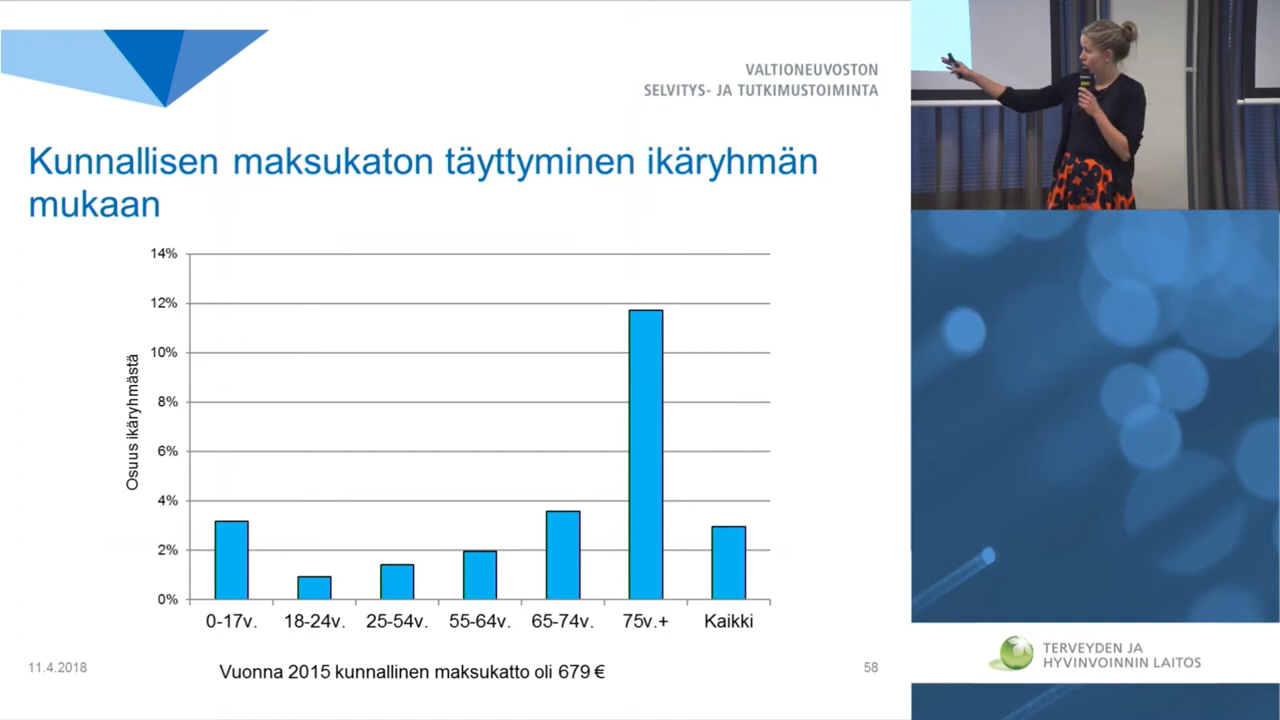 VALTIONEUVOSTON
SELVITYS- JA TUTKIMUSTOIMINTA
Kunnallisen maksukaton täyttyminen ikäryhmän
mukaan
Osuus ikäryhmästä
14%
12%
10%
8%
6%
4%
2%
0%
0-17v. 18-24v. 25-54v. 55-64v. 65-74v. 75v.+ Kaikki
11.4.2018
Vuonna 2015 kunnallinen maksukatto oli 679 €
58
TERVEYDEN JA
HYVINVOINNIN LAITOS